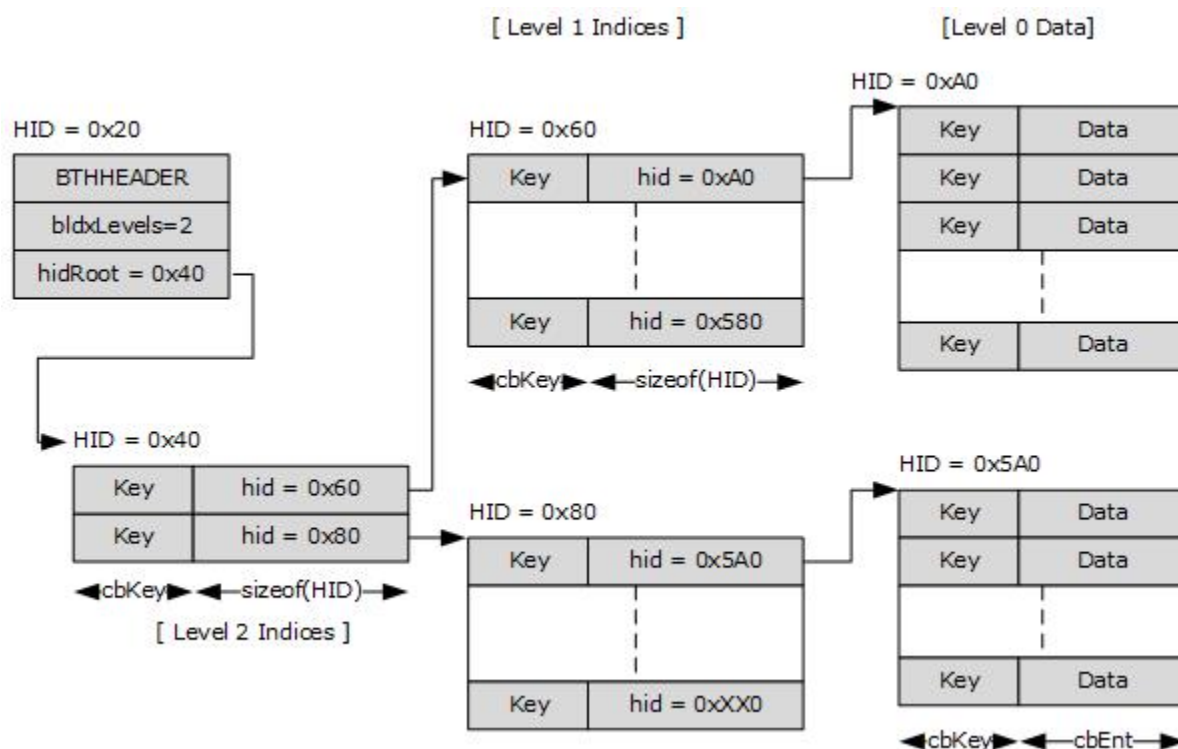 [ Level 1 Indices ]
[Level 0 Data]
HID = 0x20
BTHHEADER
bldxLevels=2
hidRoot = 0x40
HID = 0x40
Key hid = 0x60
Key hid = 0x80
cbKey sizeof(HID)
[ Level 2 Indices ]
HID = 0x60
Key hid = 0xA0
Key hid = 0x580
cbKey sizeof(HID)
HID = 0x80
Key hid = 0x5A0
Key hid = 0xXX0
HID = 0xA0
Key Data
Key Data
Key Data
Key Data
HID = 0x5A0
Key Data
Key Data
Key Data
cbKey cbEnt